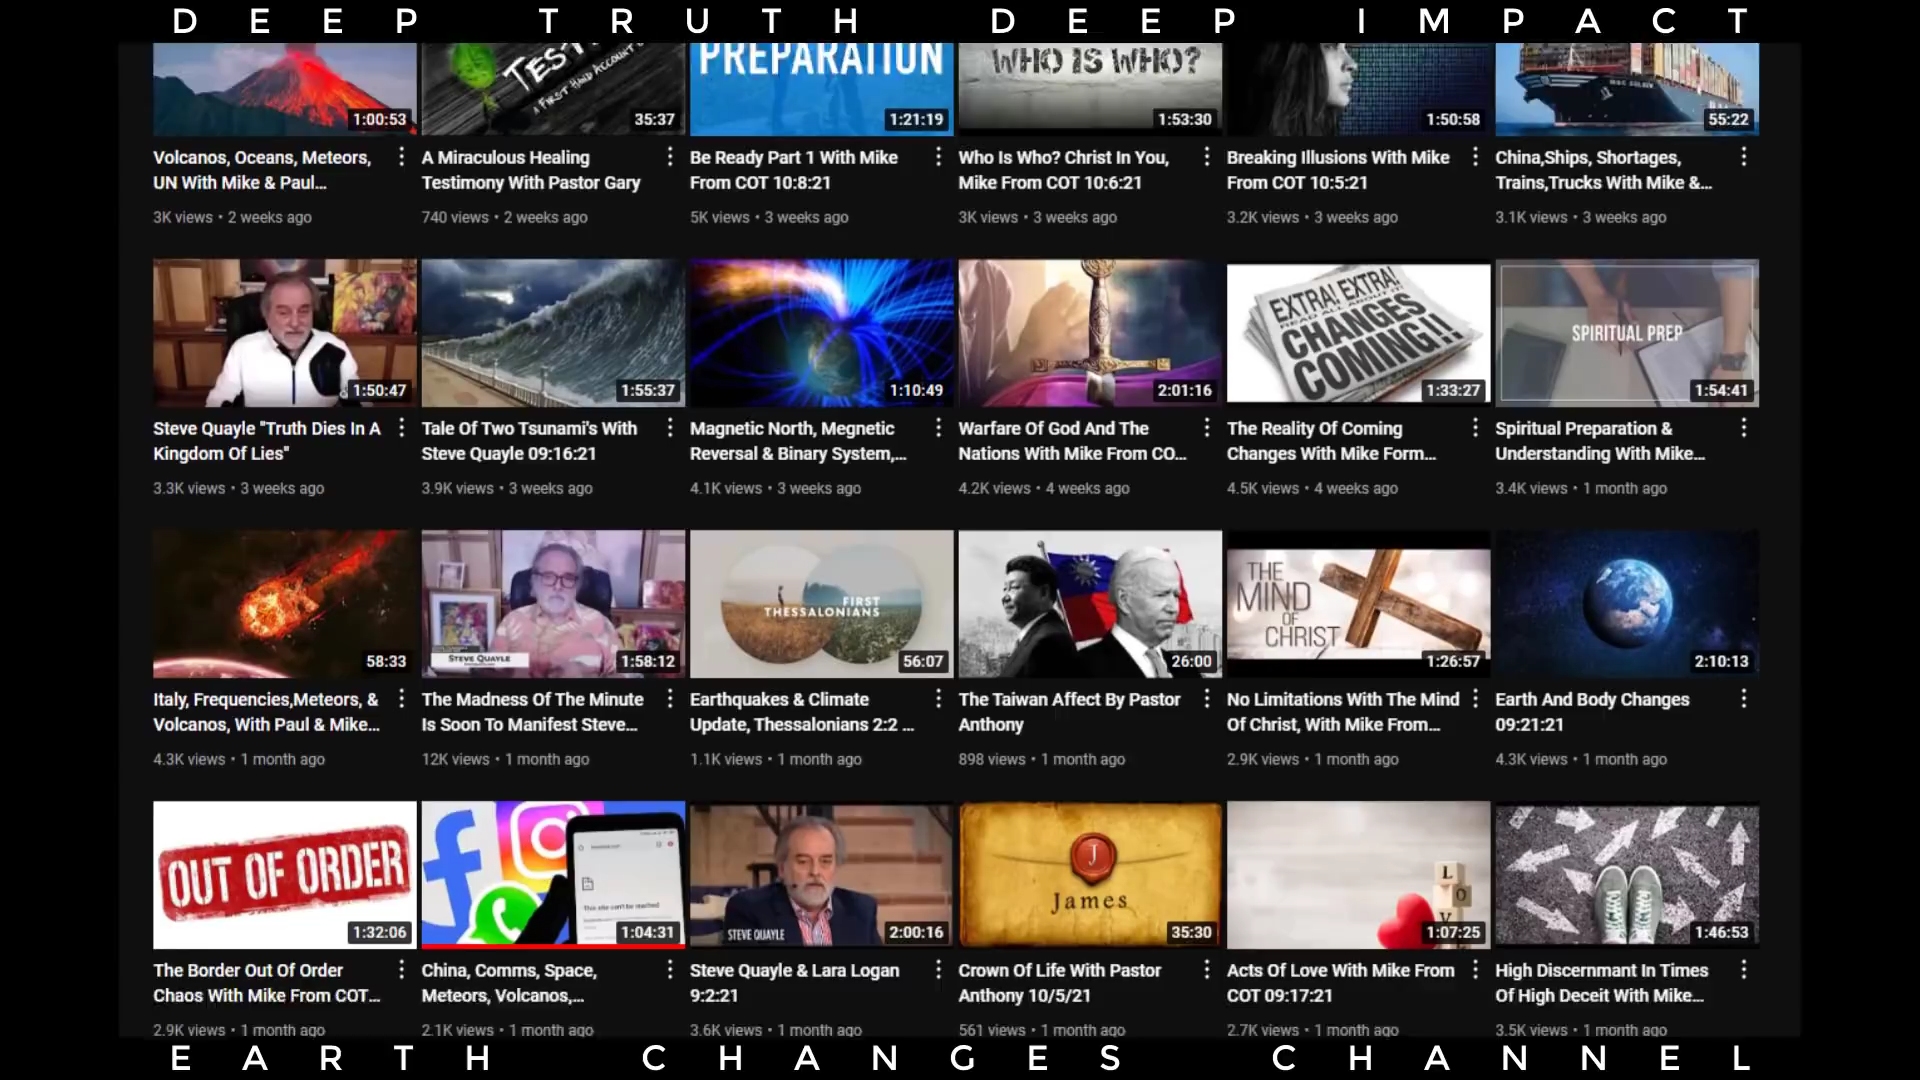 DEEP TRUTH DEEP IMPACT
TEST
A FIRST HAND ACCOUNT
PREPARATION
WHO IS WHO?
1:00:53
35:37
1:21:19
1:53:30
1:50:58
55:22
Volcanos, Oceans, Meteors,
UN With Mike & Paul...
3K views • 2 weeks ago
A Miraculous Healing
Testimony With Pastor Gary
740 views • 2 weeks ago
Be Ready Part 1 With Mike
From COT 10:8:21
5K views • 3 weeks ago
Who Is Who? Christ In You,
Mike From COT 10:6:21
3K views • 3 weeks ago
Breaking Illusions With Mike
From COT 10:5:21
3.2K views • 3 weeks ago
China,Ships, Shortages,
Trains,Trucks With Mike &...
3.1K views • 3 weeks ago
EXTRA! EXTRA!
READ ALL ABOUT IT!
CHANGES
COMING!!
SPIRITUAL PREP
1:50:47
1:55:37
1:10:49
2:01:16
1:33:27
1:54:41
Steve Quayle "Truth Dies In A
Kingdom Of Lies"
3.3K views • 3 weeks ago
Tale Of Two Tsunami's With
Steve Quayle 09:16:21
3.9K views • 3 weeks ago
Magnetic North, Megnetic
Reversal & Binary System,...
4.1K views • 3 weeks ago
Warfare Of God And The
Nations With Mike From CO...
4.2K views • 4 weeks ago
The Reality Of Coming
Changes With Mike Form...
4.5K views • 4 weeks ago
Spiritual Preparation &
Understanding With Mike...
3.4K views • 1 month ago
STEVE QUAYLE
FIRST
THESSALONIANS
THE
MIND
OF
CHRIST
58:33
1:58:12
56:07
26:00
1:26:57
2:10:13
Italy, Frequencies,Meteors, &
Volcanos, With Paul & Mike...
4.3K views • 1 month ago
The Madness Of The Minute
Is Soon To Manifest Steve...
12K views • 1 month ago
Earthquakes & Climate
Update, Thessalonians 2:2 ...
1.1K views • 1 month ago
The Taiwan Affect By Pastor
Anthony
898 views • 1 month ago
No Limitations With The Mind
Of Christ, With Mike From...
2.9K views • 1 month ago
Earth And Body Changes
09:21:21
4.3K views • 1 month ago
OUT OF ORDER
This site can't be reached
STEVE QUAYLE
J
James
L
O
V
1:32:06
1:04:31
2:00:16
35:30
1:07:25
1:46:53
The Border Out Of Order
Chaos With Mike From COT...
2.9K views • 1 month ago
China, Comms, Space,
Meteors, Volcanos,...
2.1K views • 1 month ago
Steve Quayle & Lara Logan
9:2:21
3.6K views • 1 month ago
Crown Of Life With Pastor
Anthony 10/5/21
561 views • 1 month ago
Acts Of Love With Mike From
COT 09:17:21
2.7K views • 1 month ago
High Discernmant In Times
Of High Deceit With Mike...
3.5K views • 1 month ago
EARTH CHANGES CHANNEL